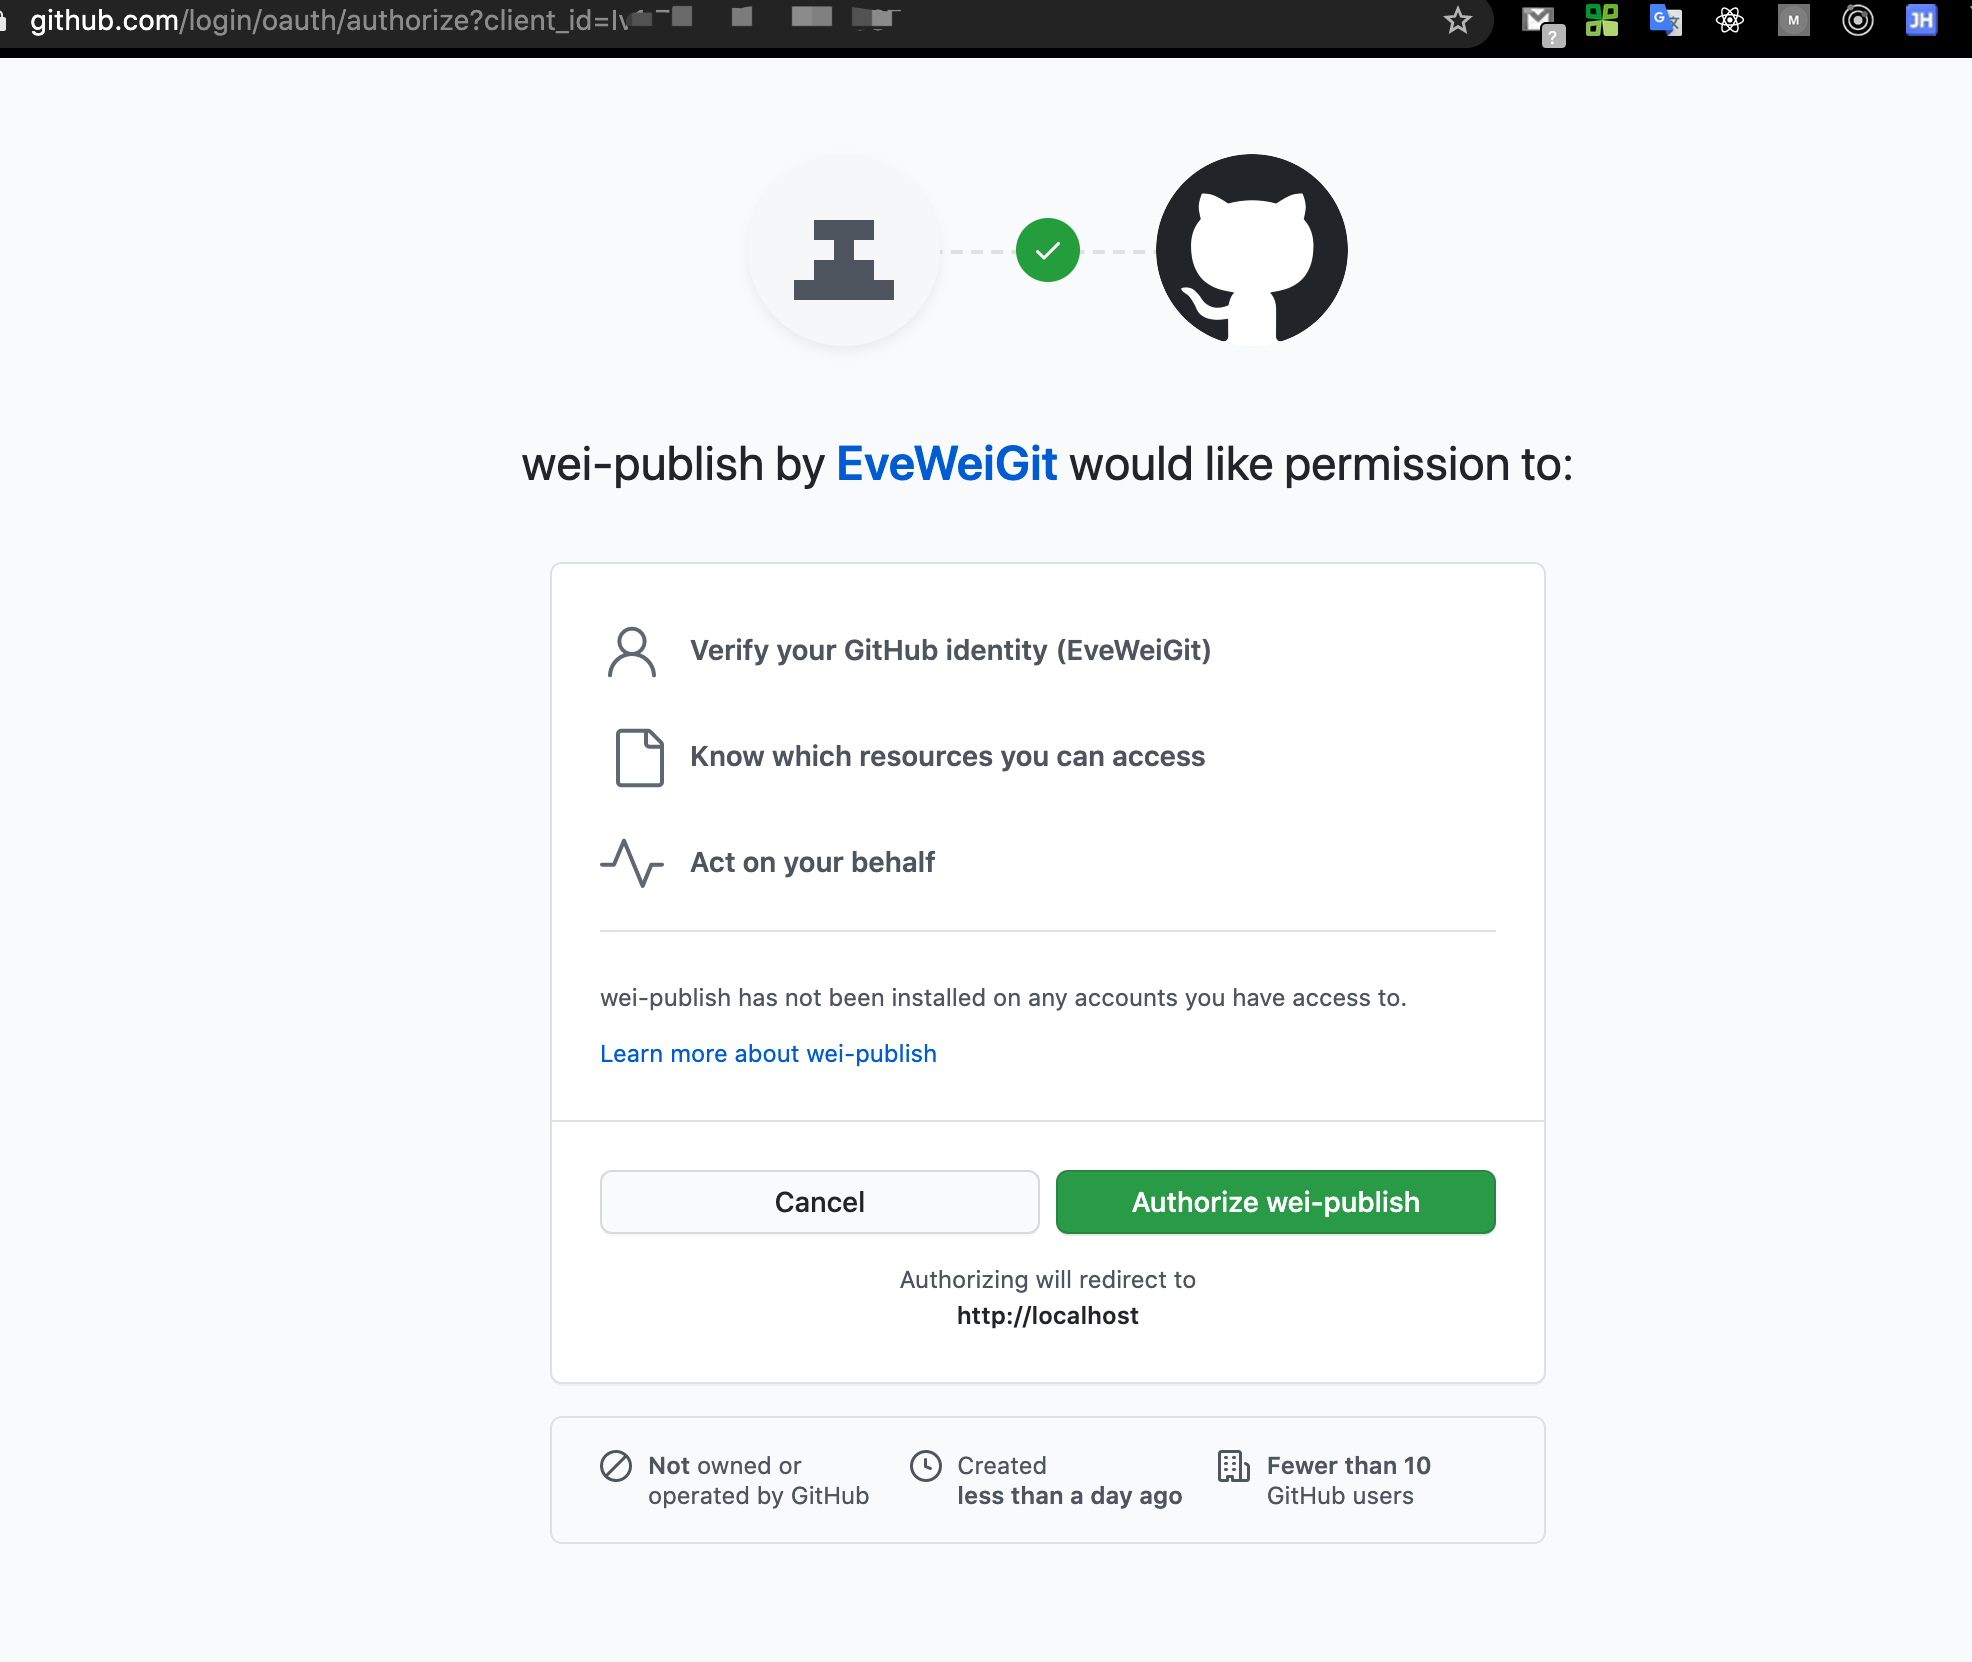 github.com/login/oauth/authorize?client_id=Iv
G
M
JH
?
wei-publish by EveWeiGit would like permission to:
Verify your GitHub identity (EveWeiGit)
Know which resources you can access
Act on your behalf
wei-publish has not been installed on any accounts you have access to.
Learn more about wei-publish
Cancel
Authorize wei-publish
Authorizing will redirect to
http://localhost
Not owned or
operated by GitHub
Created
less than a day ago
Fewer than 10
GitHub users